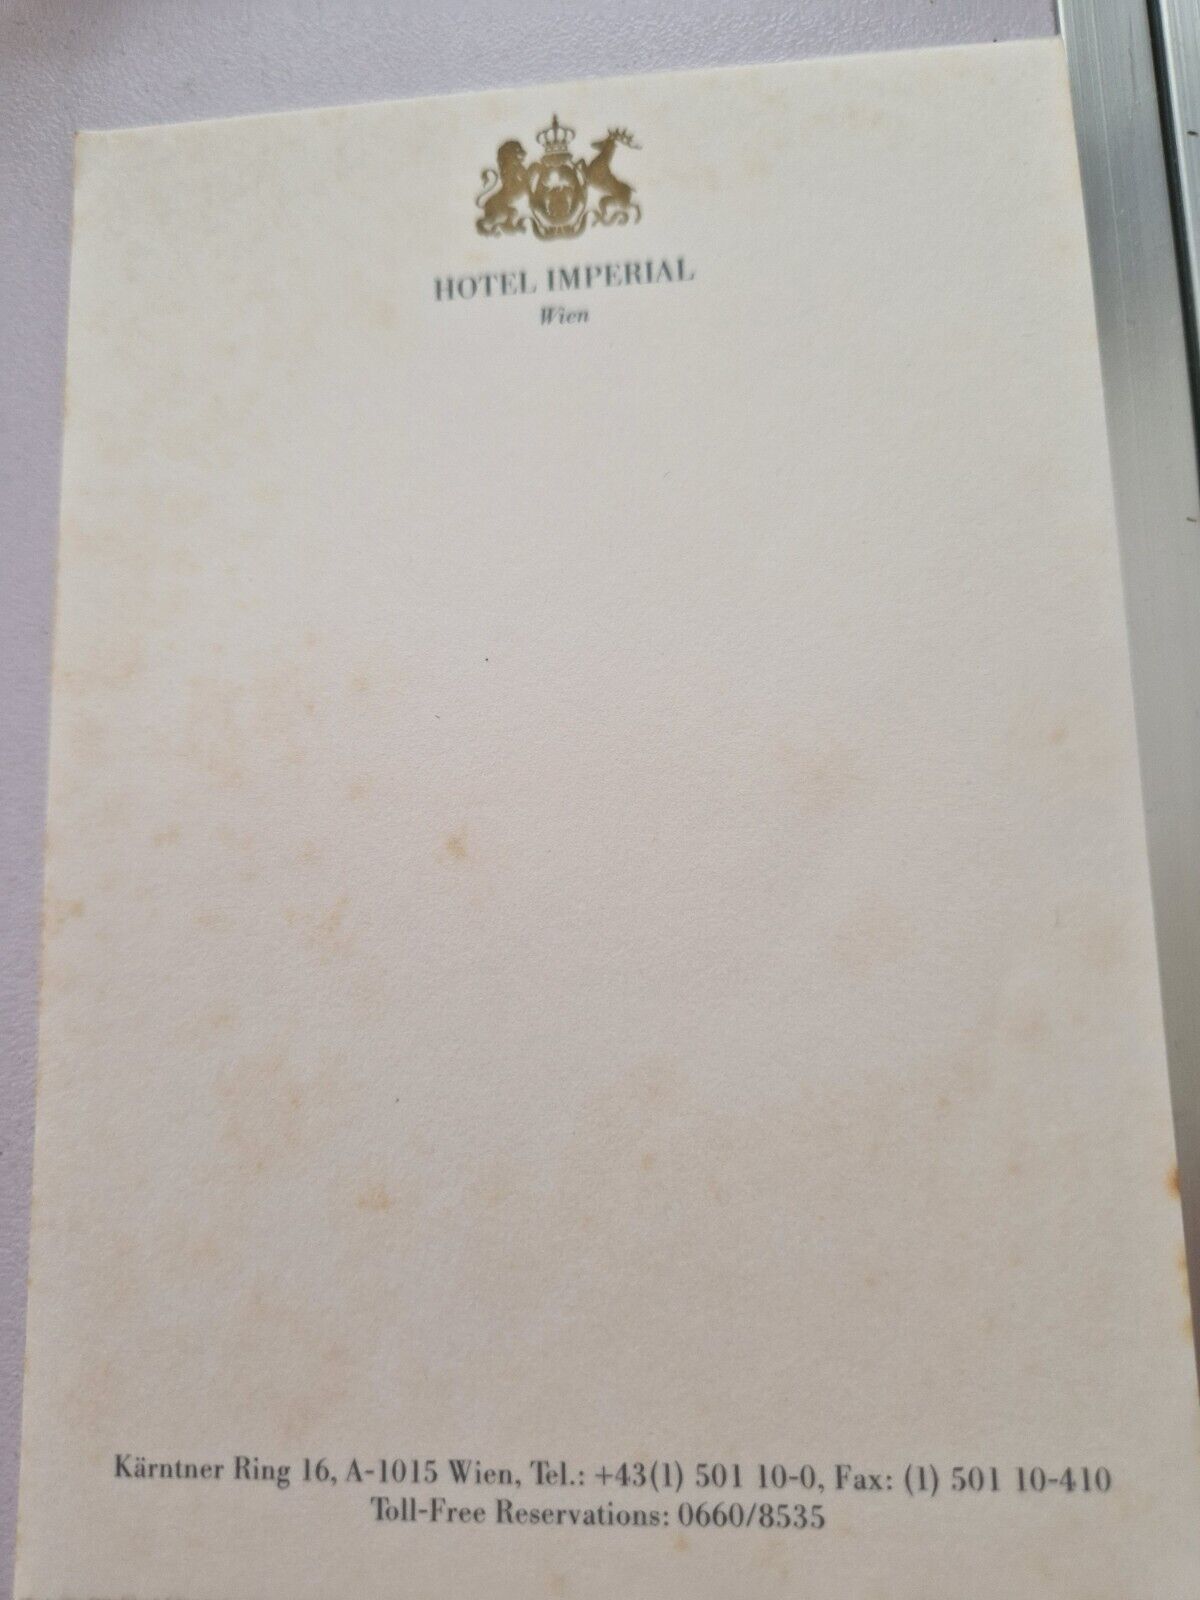 HOTEL IMPERIAL
Wien
Kärntner Ring 16, A-1015 Wien, Tel.: +43(1) 501 10-0, Fax: (1) 501 10-410
Toll-Free Reservations: 0660/8535